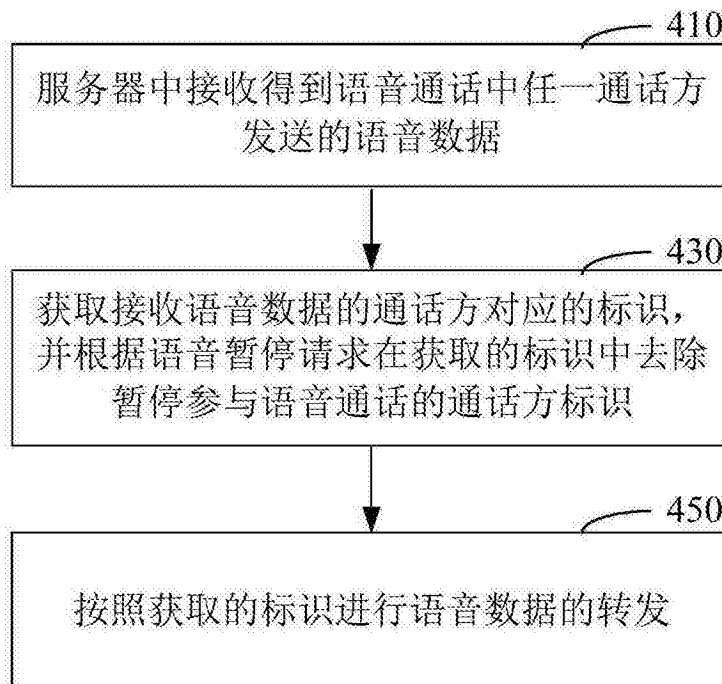 410
服务器中接收得到语音通话中任一通话方
发送的语音数据
430
获取接收语音数据的通话方对应的标识，
并根据语音暂停请求在获取的标识中去除
暂停参与语音通话的通话方标识
450
按照获取的标识进行语音数据的转发